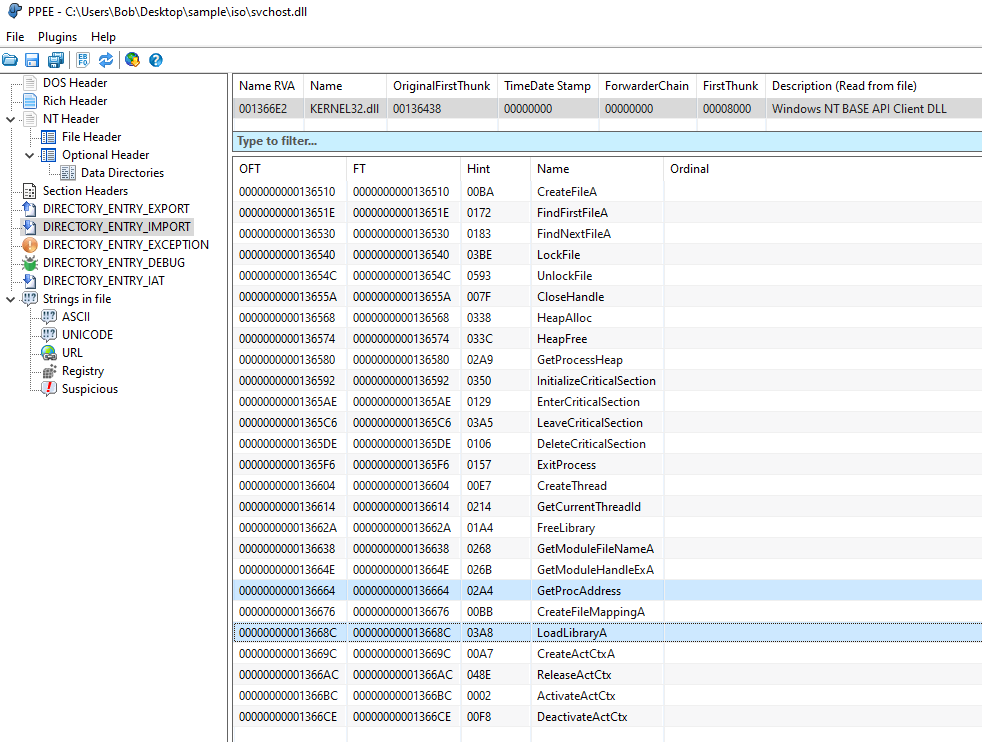 PPEE - C:\Users\Bob\Desktop\sample\iso\svchost.dll
File Plugins Help
DOS Header
Rich Header
NT Header
File Header
Optional Header
Data Directories
Section Headers
DIRECTORY_ENTRY_EXPORT
DIRECTORY_ENTRY_IMPORT
DIRECTORY_ENTRY_EXCEPTION
DIRECTORY_ENTRY_DEBUG
DIRECTORY_ENTRY_IAT
Strings in file
ASCII
UNICODE
URL
Registry
Suspicious
Name RVA Name OriginalFirstThunk TimeDate Stamp ForwarderChain FirstThunk Description (Read from file)
001366E2 KERNEL32.dll 00136438 00000000 00000000 00008000 Windows NT BASE API Client DLL
Type to filter...
OFT FT Hint Name Ordinal
0000000000136510 0000000000136510 00BA CreateFileA
000000000013651E 000000000013651E 0172 FindFirstFileA
0000000000136530 0000000000136530 0183 FindNextFileA
0000000000136540 0000000000136540 03BE LockFile
000000000013654C 000000000013654C 0593 UnlockFile
000000000013655A 000000000013655A 007F CloseHandle
0000000000136568 0000000000136568 0338 HeapAlloc
0000000000136574 0000000000136574 033C HeapFree
0000000000136580 0000000000136580 02A9 GetProcessHeap
0000000000136592 0000000000136592 0350 InitializeCriticalSection
00000000001365AE 00000000001365AE 0129 EnterCriticalSection
00000000001365C6 00000000001365C6 03A5 LeaveCriticalSection
00000000001365DE 00000000001365DE 0106 DeleteCriticalSection
00000000001365F6 00000000001365F6 0157 ExitProcess
0000000000136604 0000000000136604 00E7 CreateThread
0000000000136614 0000000000136614 0214 GetCurrentThreadId
000000000013662A 000000000013662A 01A4 FreeLibrary
0000000000136638 0000000000136638 0268 GetModuleFileNameA
000000000013664E 000000000013664E 026B GetModuleHandleExA
0000000000136664 0000000000136664 02A4 GetProcAddress
0000000000136676 0000000000136676 00BB CreateFileMappingA
000000000013668C 000000000013668C 03A8 LoadLibraryA
000000000013669C 000000000013669C 00A7 CreateActCtxA
00000000001366AC 00000000001366AC 048E ReleaseActCtx
00000000001366BC 00000000001366BC 0002 ActivateActCtx
00000000001366CE 00000000001366CE 00F8 DeactivateActCtx